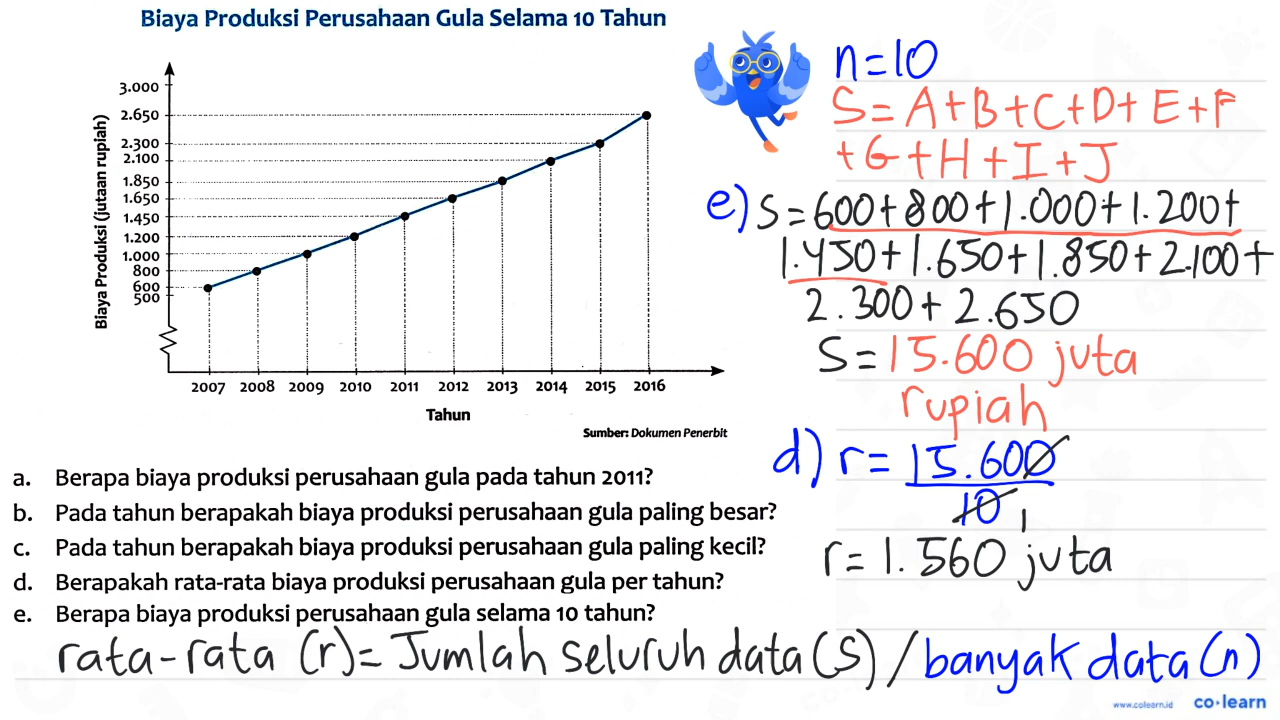 Biaya Produksi Perusahaan Gula Selama 10 Tahun
Biaya Produksi (jutaan rupiah)
3.000
2.650
2.300
2.100
1.850
1.650
1.450
1.200
1.000
800
600
500
2007 2008 2009 2010 2011 2012 2013 2014 2015 2016
Tahun
Sumber: Dokumen Penerbit
a. Berapa biaya produksi perusahaan gula pada tahun 2011?
b. Pada tahun berapakah biaya produksi perusahaan gula paling besar?
c. Pada tahun berapakah biaya produksi perusahaan gula paling kecil?
d. Berapakah rata-rata biaya produksi perusahaan gula per tahun?
e. Berapa biaya produksi perusahaan gula selama 10 tahun?
n=10
S=A+B+C+D+E+F
+G+H+I+J
e) S=600+800+1.000+1.200+
1.450+1.650+1.850+2.100+
2.300+2.650
S=15.600 juta
rupiah
d) r=15.600
10 1
r=1.560 juta
rata-rata (r)=Jumlah seluruh data(S)/banyak data(n)
www.colearn.id co·learn